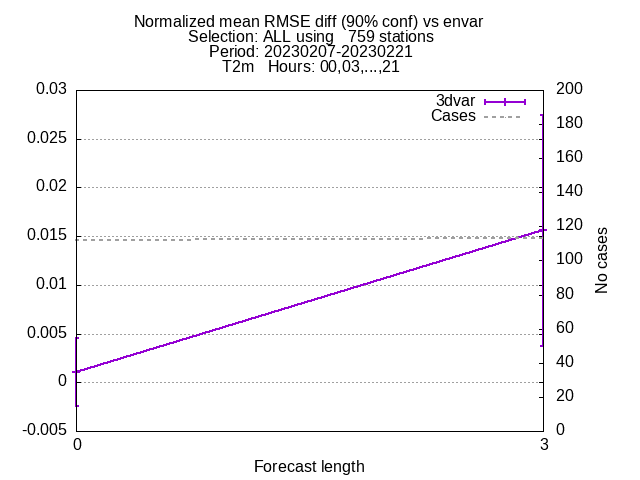 Normalized mean RMSE diff (90% conf) vs envar
Selection: ALL using   759 stations
Period: 20230207-20230221
T2m   Hours: 00,03,...,21
3dvar
Cases
0.03
0.025
0.02
0.015
0.01
0.005
0
-0.005
200
180
160
140
120
100
80
60
40
20
0
No cases
0
3
Forecast length